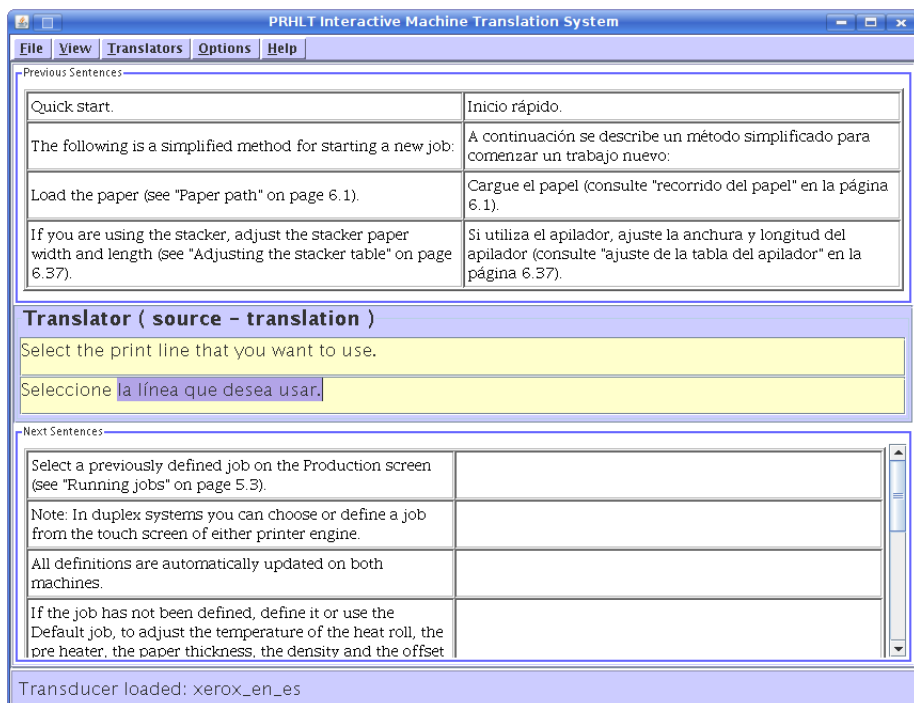 PRHLT Interactive Machine Translation System
File View Translators Options Help
Previous Sentences
Quick start.
Inicio rápido.
The following is a simplified method for starting a new job:
A continuación se describe un método simplificado para
comenzar un trabajo nuevo:
Load the paper (see "Paper path" on page 6.1).
Cargue el papel (consulte "recorrido del papel" en la página
6.1).
If you are using the stacker, adjust the stacker paper
width and length (see "Adjusting the stacker table" on page
6.37).
Si utiliza el apilador, ajuste la anchura y longitud del
apilador (consulte "ajuste de la tabla del apilador" en la
página 6.37).
Translator ( source - translation )
Select the print line that you want to use.
Seleccione la línea que desea usar.
Next Sentences
Select a previously defined job on the Production screen
(see "Running jobs" on page 5.3).
Note: In duplex systems you can choose or define a job
from the touch screen of either printer engine.
All definitions are automatically updated on both
machines.
If the job has not been defined, define it or use the
Default job, to adjust the temperature of the heat roll, the
pre heater, the paper thickness, the density and the offset
Transducer loaded: xerox_en_es